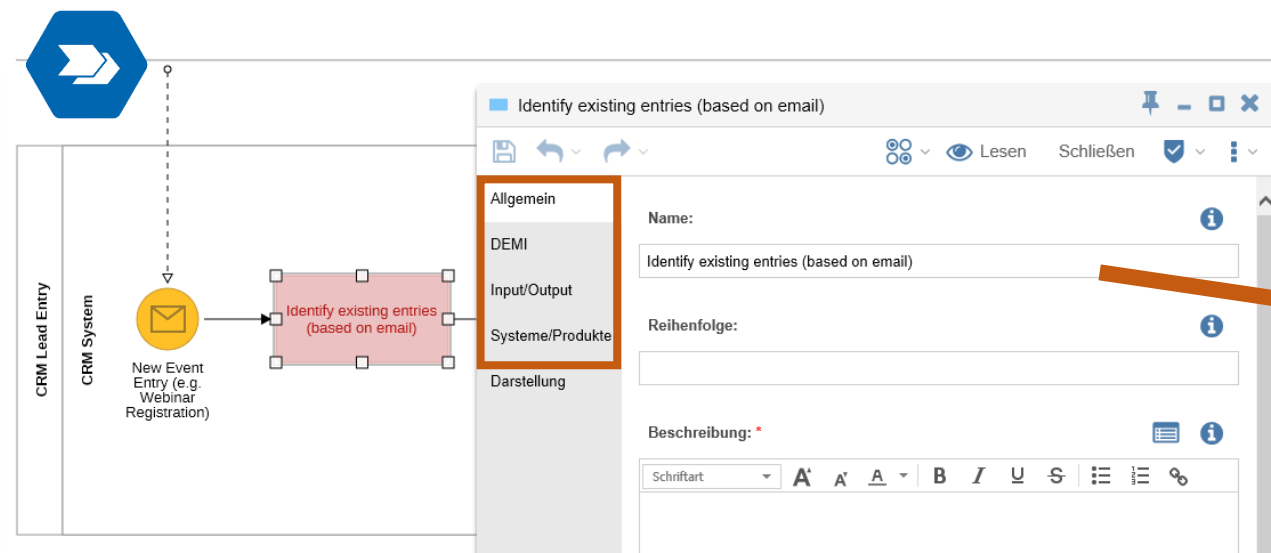 Identify existing entries (based on email)
Lesen
Schließen
Allgemein
DEMI
Input/Output
Systeme/Produkte
Darstellung
Name:
Identify existing entries (based on email)
Reihenfolge:
Beschreibung: *
Schriftart
A A A B I U S
CRM Lead Entry
CRM System
New Event
Entry (e.g.
Webinar
Registration)
Identify existing entries
(based on email)